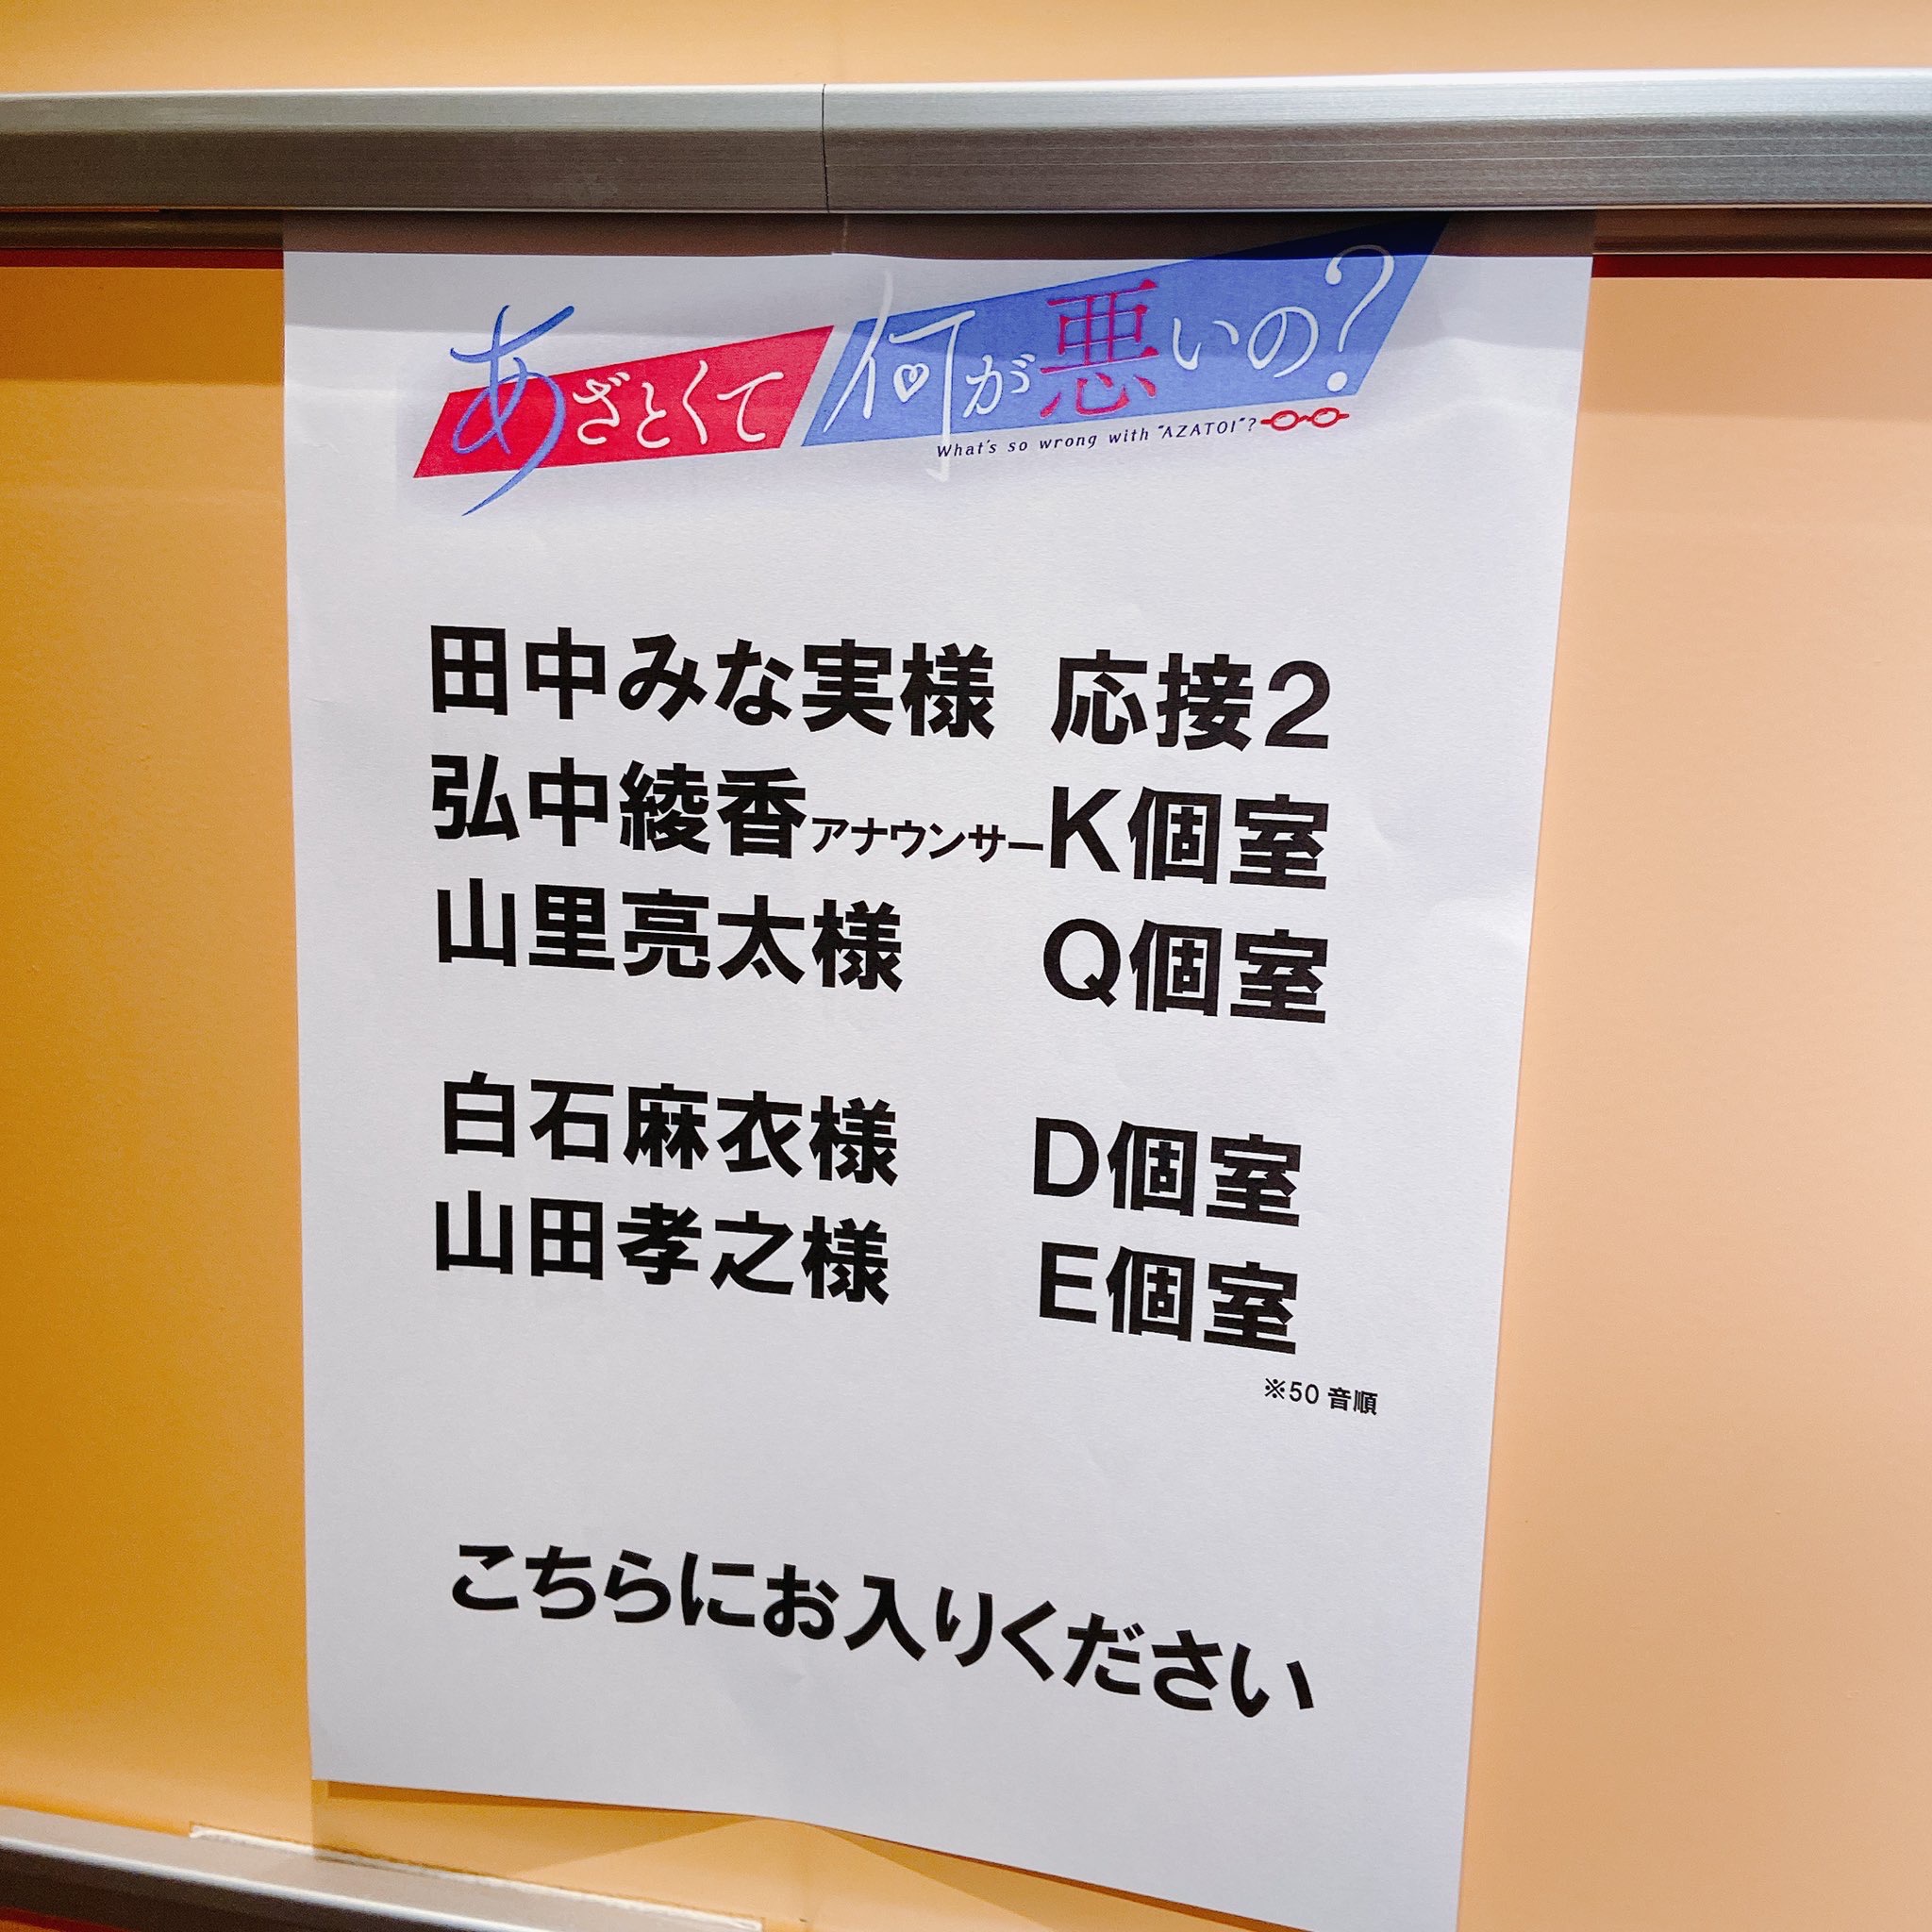 あざとくて何が悪いの?
What's so wrong with "AZATOI"?
田中みな実様 応接2
弘中綾香アナウンサー K個室
山里亮太様 Q個室
白石麻衣様 D個室
山田孝之様 E個室
※50音順
こちらにお入りください